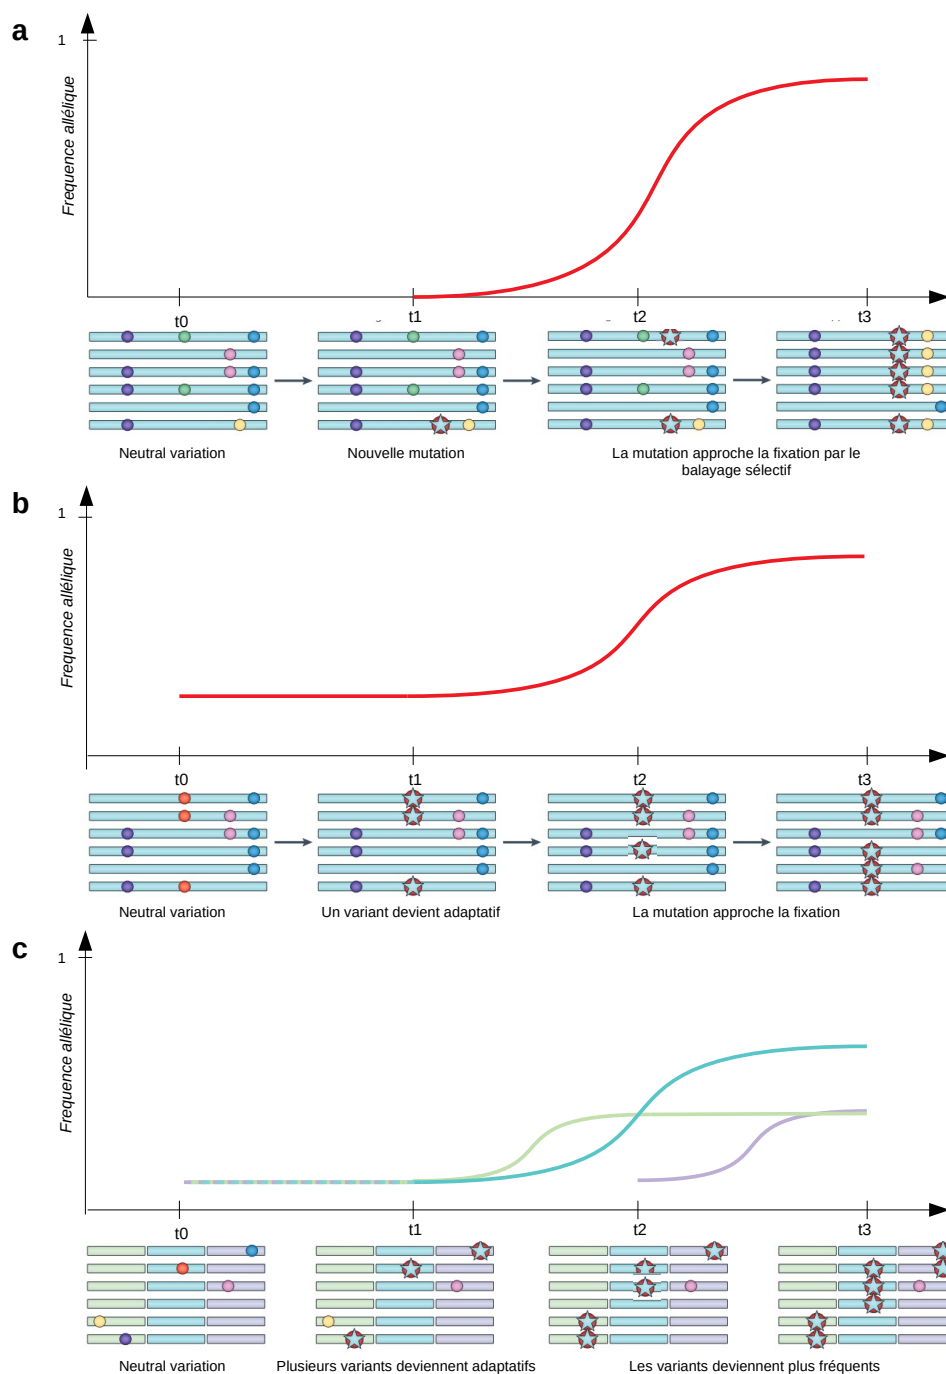 a
1
Frequence allélique
t0
t1
t2
t3
Neutral variation
Nouvelle mutation
La mutation approche la fixation par le
balayage sélectif
b
1
Frequence allélique
t0
t1
t2
t3
Neutral variation
Un variant devient adaptatif
La mutation approche la fixation
c
1
Frequence allélique
t0
t1
t2
t3
Neutral variation
Plusieurs variants deviennent adaptatifs
Les variants deviennent plus fréquents